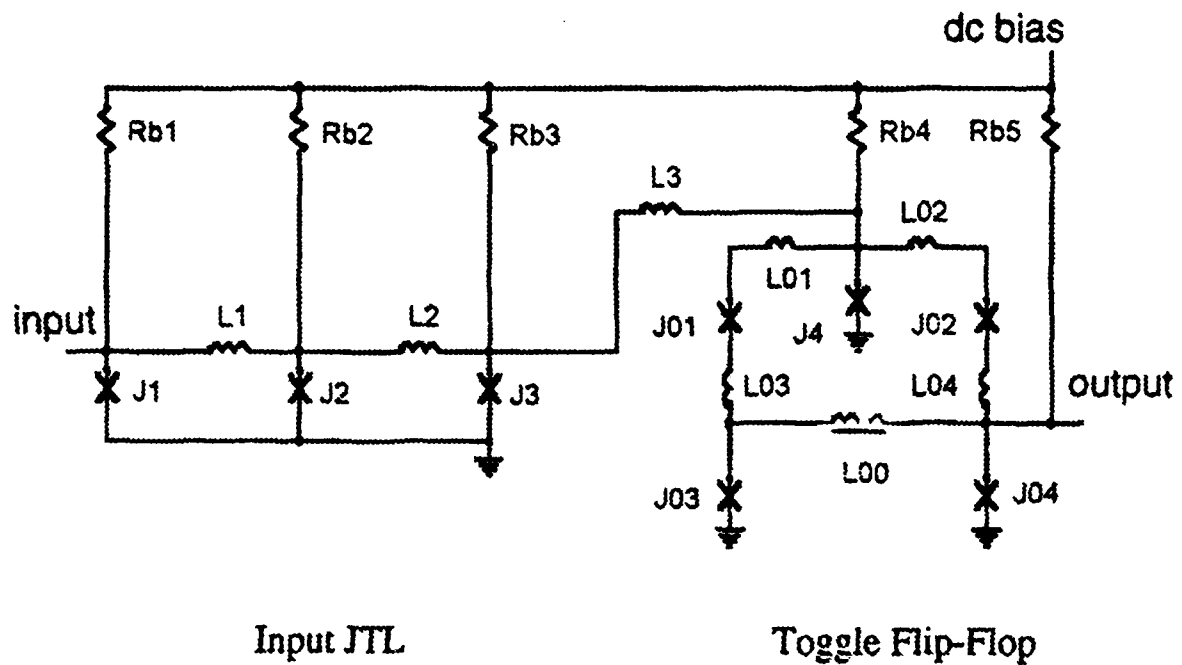 dc bias
Rb1
Rb2
Rb3
Rb4
Rb5
L3
L02
L01
input
L1
L2
J01
J4
J02
J1
J2
J3
L03
L04
output
L00
J03
J04
Input JTL
Toggle Flip-Flop